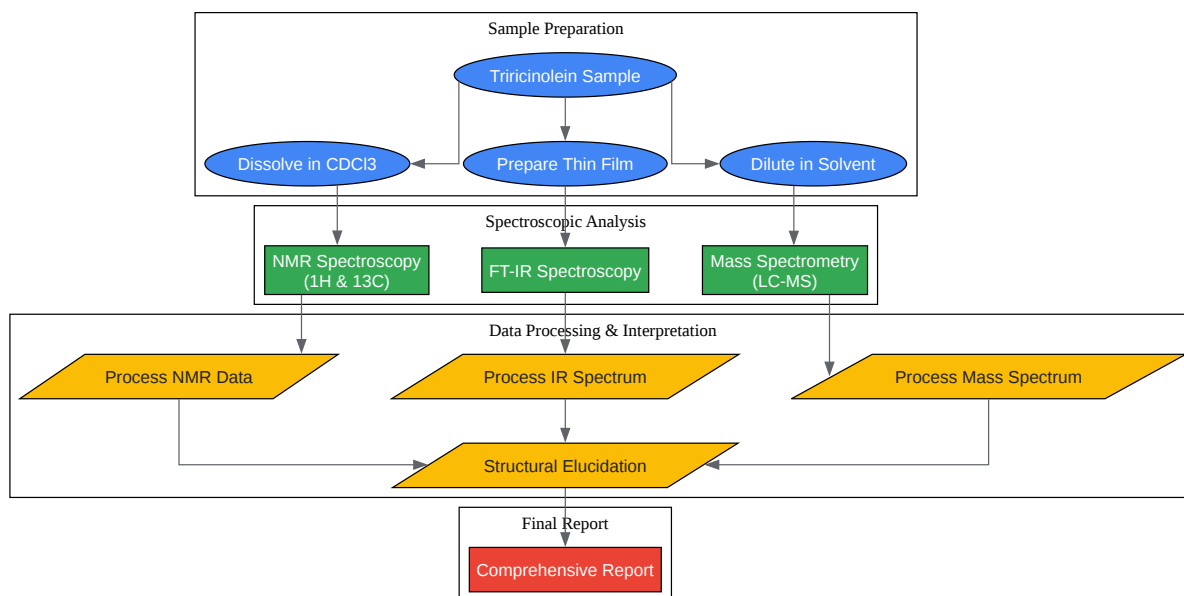 Sample Preparation
Triricinolein Sample
Dissolve in CDCl3
Prepare Thin Film
Dilute in Solvent
Spectroscopic Analysis
NMR Spectroscopy
(1H & 13C)
FT-IR Spectroscopy
Mass Spectrometry
(LC-MS)
Data Processing & Interpretation
Process NMR Data
Process IR Spectrum
Process Mass Spectrum
Structural Elucidation
Final Report
Comprehensive Report